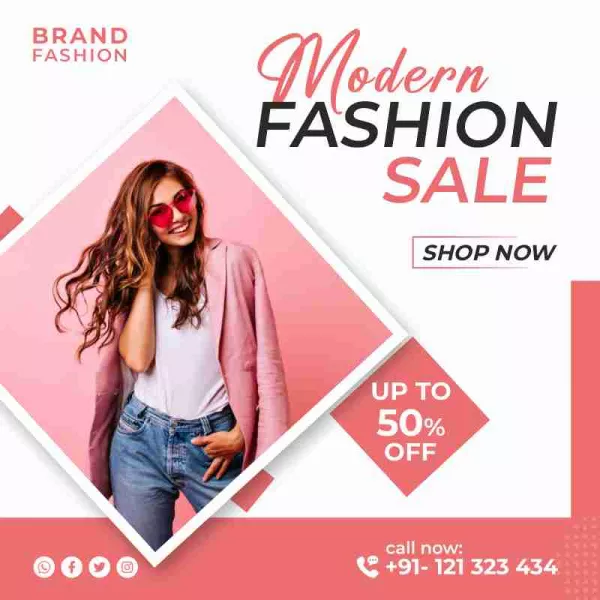 BRAND
FASHION
Modern
FASHION
SALE
SHOP NOW
UP TO
50%
OFF
call now:
+91- 121 323 434